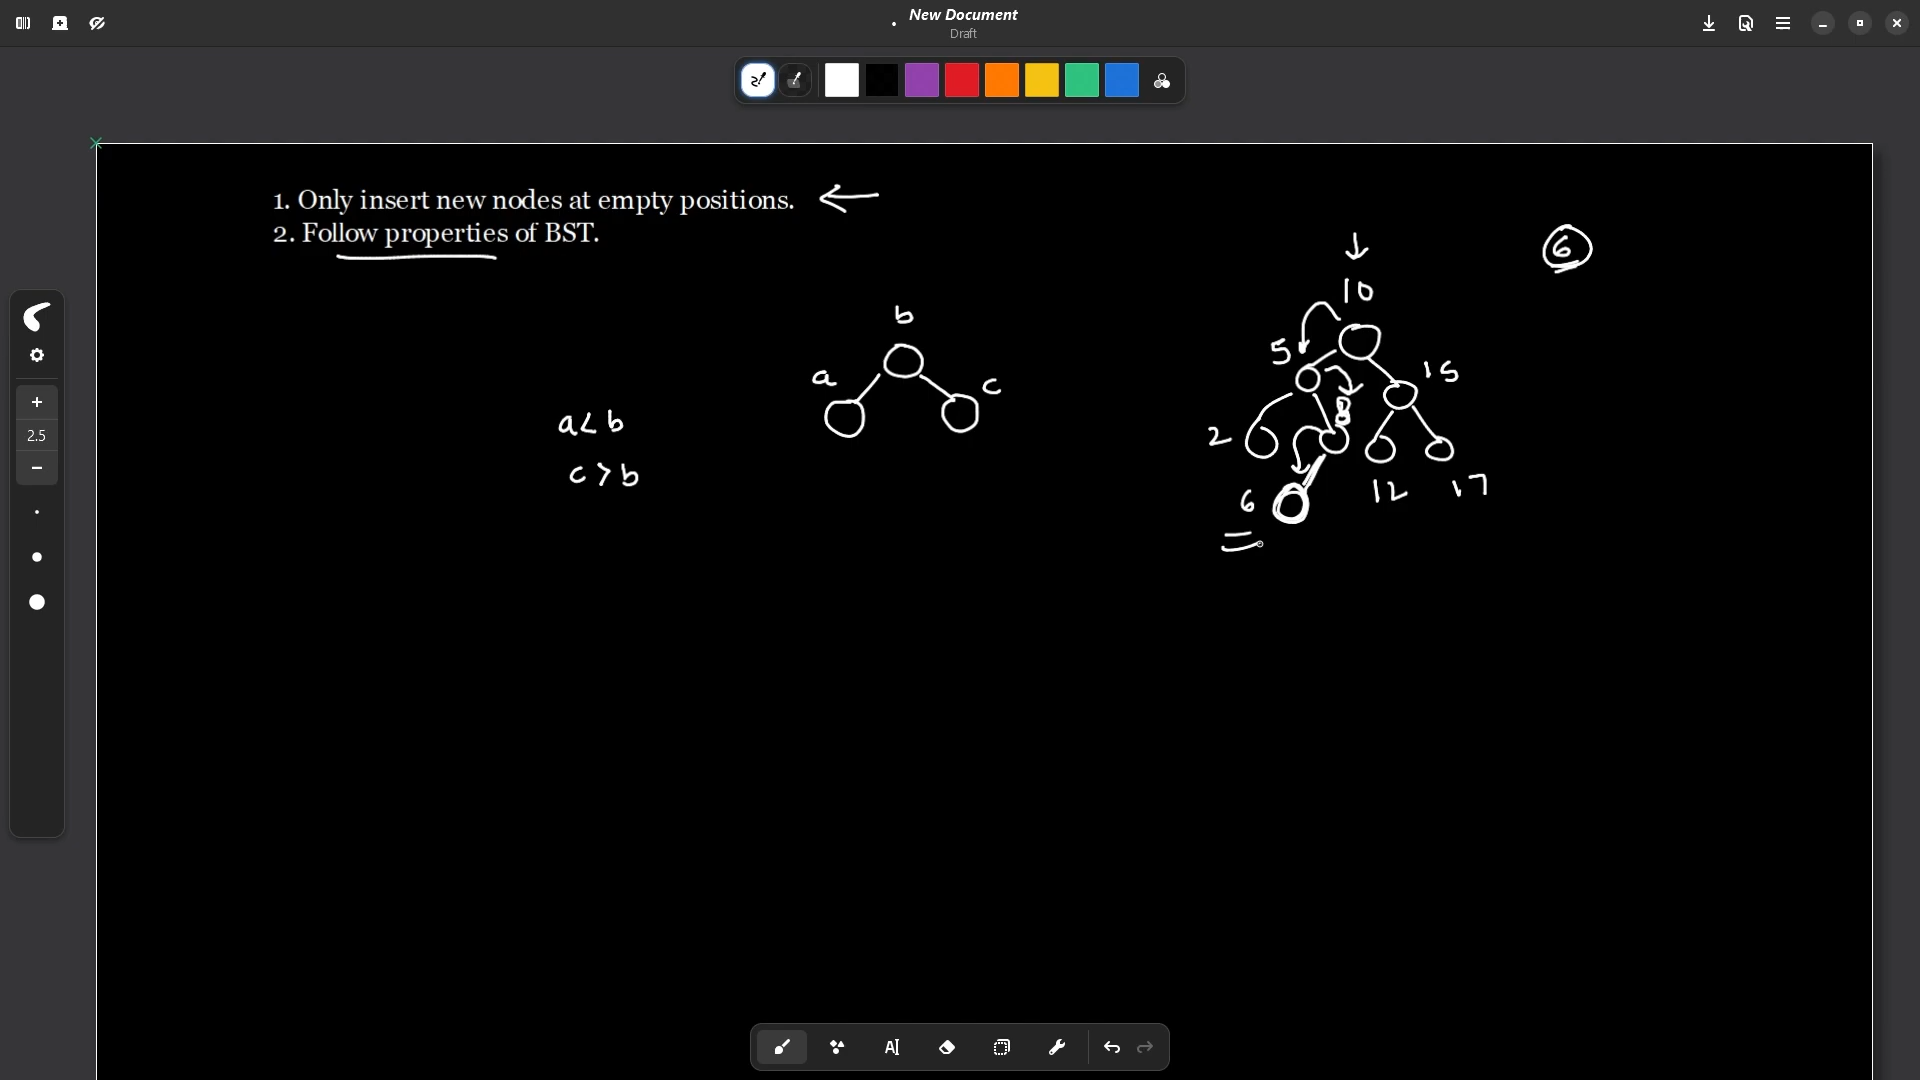 New Document
Draft
1. Only insert new nodes at empty positions.
2. Follow properties of BST.
6
10
b
5
15
a
c
8
a < b
2
c > b
6
12
17
+
2.5
−
A